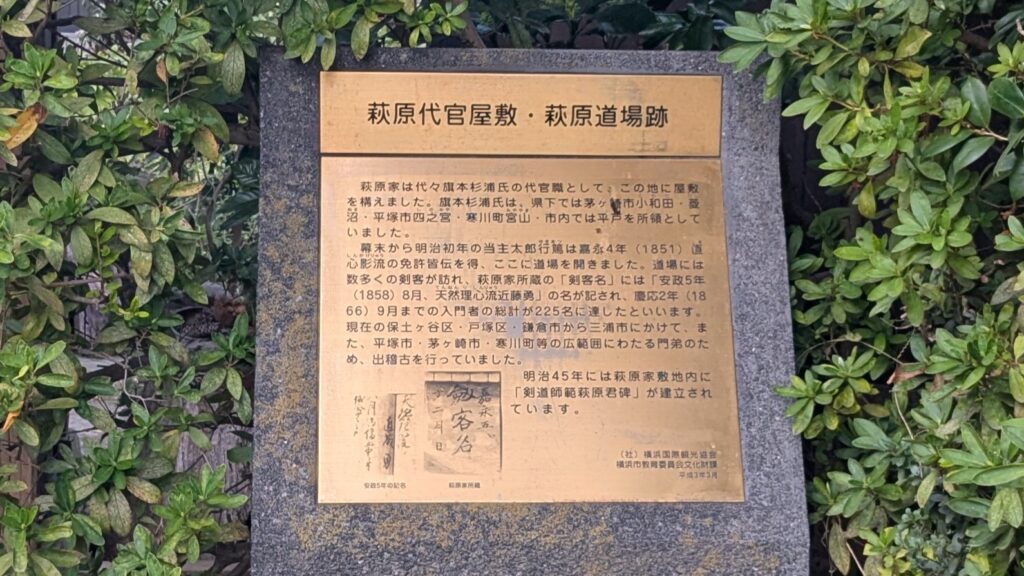 萩原代官屋敷・萩原道場跡
萩原家は代々旗本杉浦氏の代官職として、この地に屋敷
を構えました。旗本杉浦氏は、県下では茅ヶ崎市小和田・菱
沼・平塚市四之宮・寒川町宮山・市内では平戸を所領として
いました。
幕末から明治初年の当主太郎行篤は嘉永4年（1851）直
心影流の免許皆伝を得、ここに道場を開きました。道場には
数多くの剣客が訪れ、萩原家所蔵の「剣客名」には「安政5年
（1858）8月、天然理心流近藤勇」の名が記され、慶応2年（18
66）9月までの入門者の総計が225名に達したといいます。
現在の保土ヶ谷区・戸塚区・鎌倉市から三浦市にかけて、ま
た、平塚市・茅ヶ崎市・寒川町等の広範囲にわたる門弟のた
め、出稽古を行っていました。
明治45年には萩原家敷地内に
「剣道師範萩原君碑」が建立され
ています。
剣客名
安政5年の記名
萩原家所蔵
（社）横浜国際観光協会
横浜市教育委員会文化財課
平成3年3月